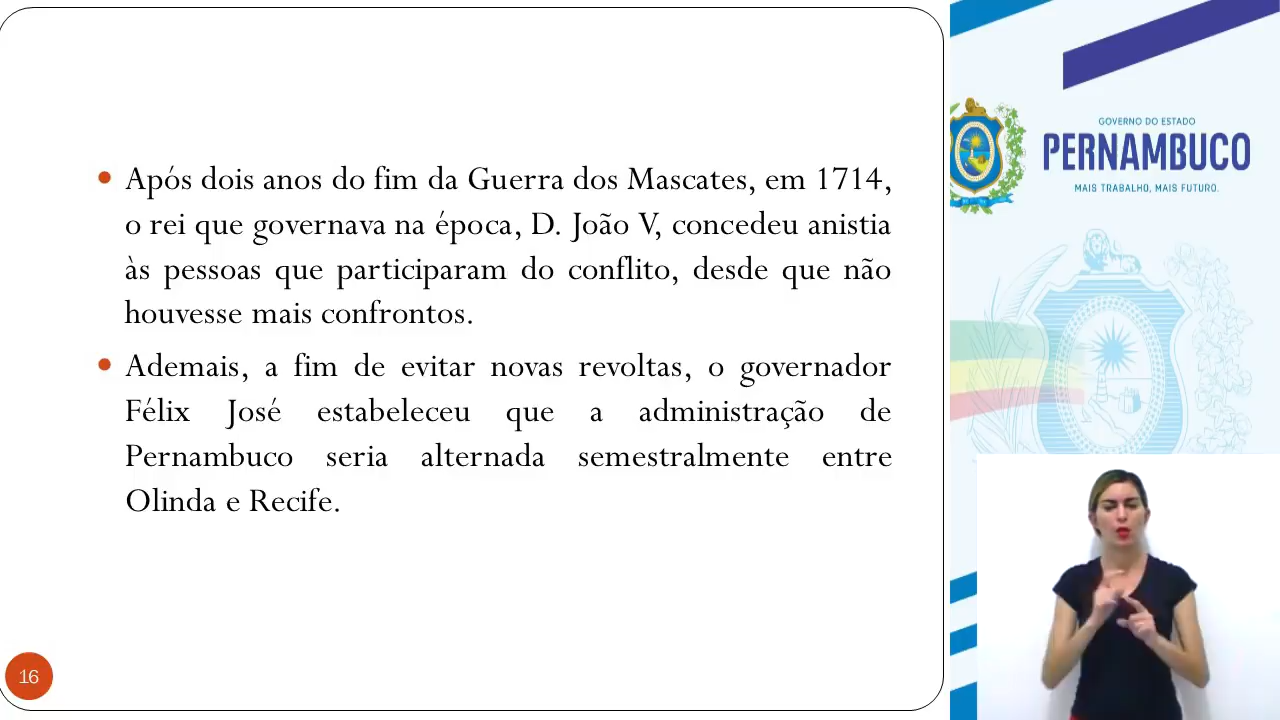 Após dois anos do fim da Guerra dos Mascates, em 1714,
o rei que governava na época, D. João V, concedeu anistia
às pessoas que participaram do conflito, desde que não
houvesse mais confrontos.
Ademais, a fim de evitar novas revoltas, o governador
Félix José estabeleceu que a administração de
Pernambuco seria alternada semestralmente entre
Olinda e Recife.
16
GOVERNO DO ESTADO
PERNAMBUCO
MAIS TRABALHO, MAIS FUTURO.